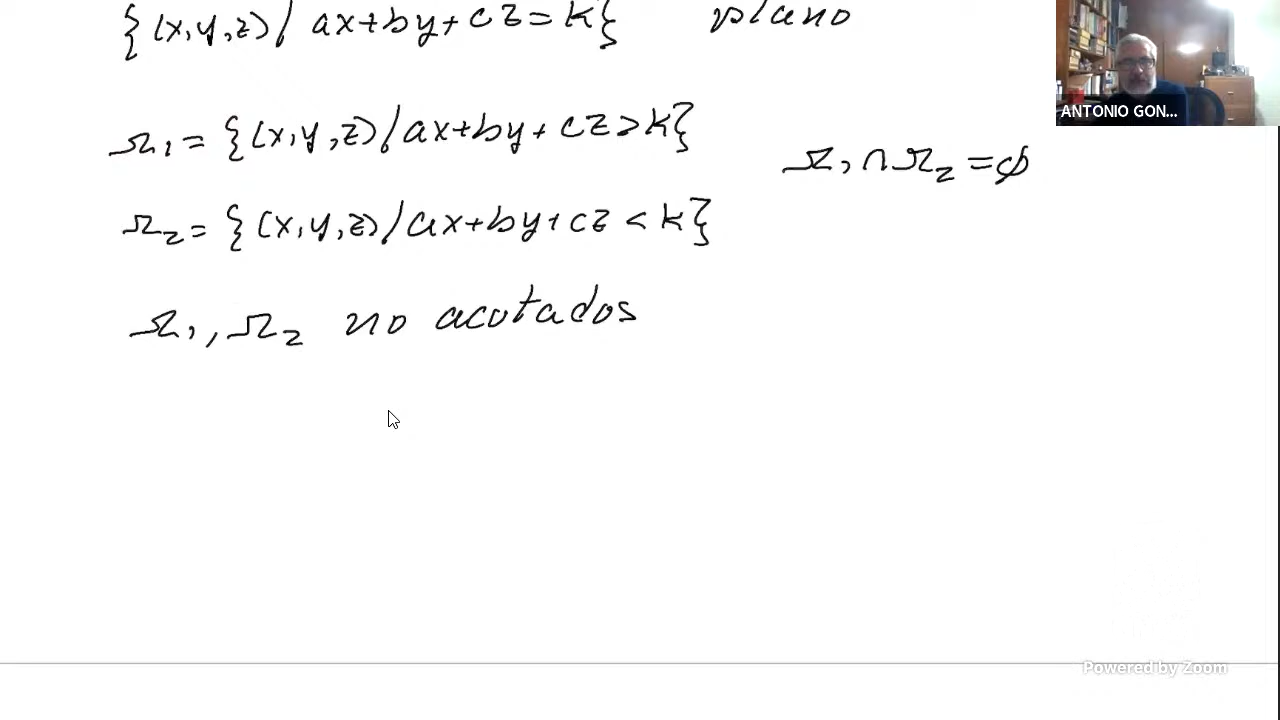 {(x,y,z)/ ax+by+cz=k} plano
ANTONIO GON...
Ω₁= {(x,y,z)/ax+by+cz>k}
Ω₁∩Ω₂=ϕ
Ω₂= {(x,y,z)/ax+by+cz<k}
Ω₁,Ω₂ no acotados
Powered by Zoom